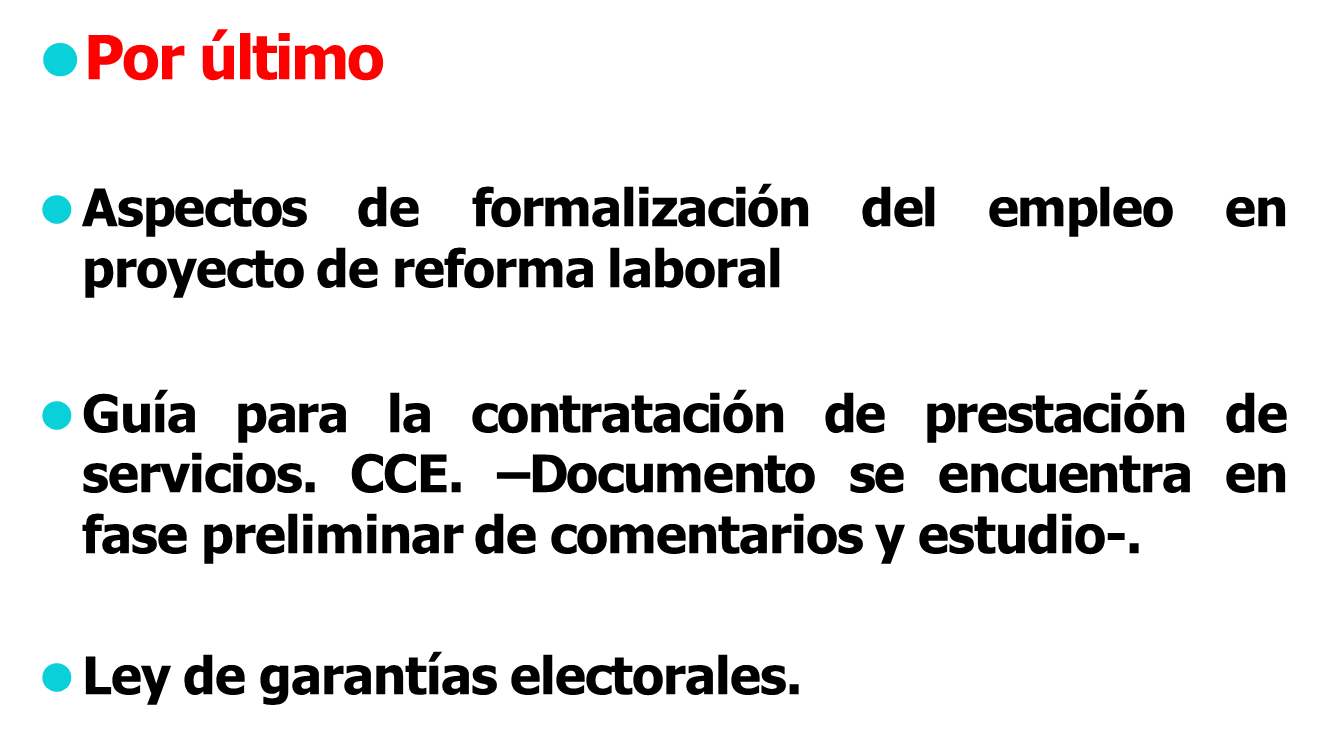 Por último
Aspectos de formalización del empleo en
proyecto de reforma laboral
Guía para la contratación de prestación de
servicios. CCE. –Documento se encuentra en
fase preliminar de comentarios y estudio-.
Ley de garantías electorales.